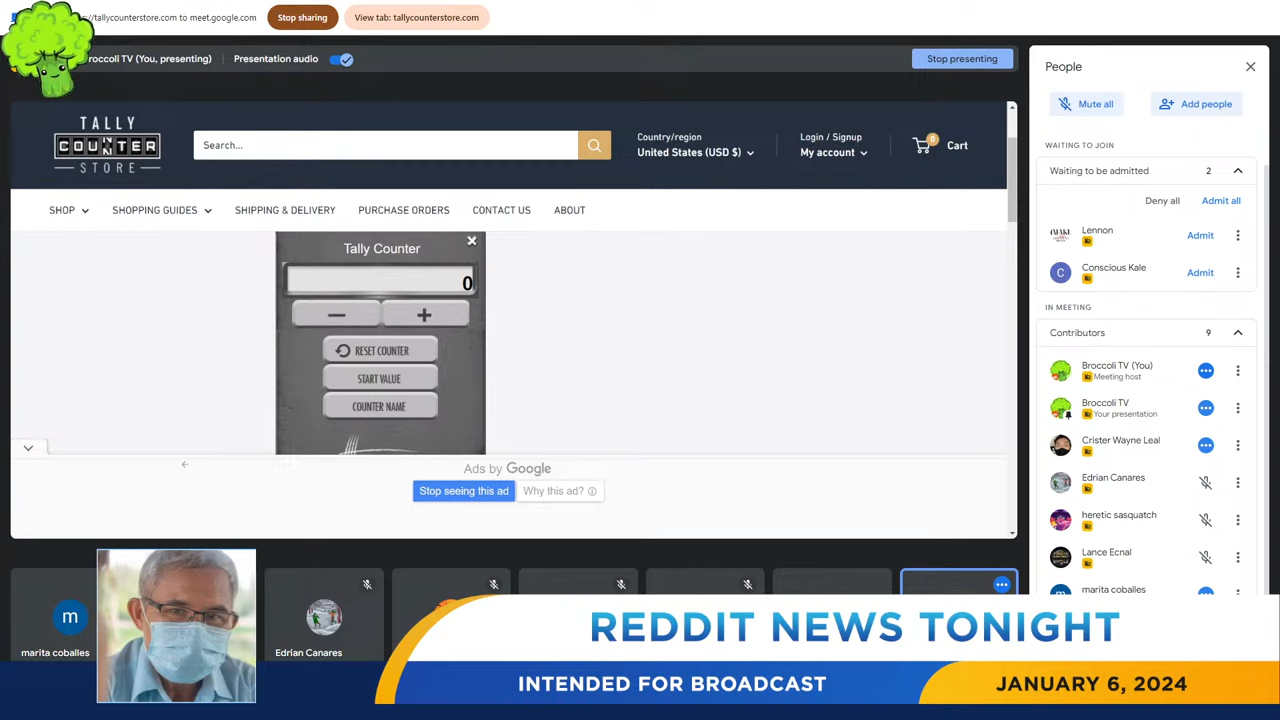 ://tallycounterstore.com to meet.google.com
Stop sharing
View tab: tallycounterstore.com
roccoli TV (You, presenting)
Presentation audio
Stop presenting
TALLY
COUNTER
STORE
Search...
Country/region
United States (USD $)
Login / Signup
My account
0
Cart
SHOP
SHOPPING GUIDES
SHIPPING & DELIVERY
PURCHASE ORDERS
CONTACT US
ABOUT
Tally Counter
0
RESET COUNTER
START VALUE
COUNTER NAME
Ads by Google
Stop seeing this ad
Why this ad?
People
Mute all
Add people
WAITING TO JOIN
Waiting to be admitted 2
Deny all
Admit all
Lennon
Admit
C
Conscious Kale
Admit
IN MEETING
Contributors 9
Broccoli TV (You)
Meeting host
Broccoli TV
Your presentation
Crister Wayne Leal
Edrian Canares
heretic sasquatch
Lance Ecnal
m
marita coballes
m
marita coballes
Edrian Canares
REDDIT NEWS TONIGHT
INTENDED FOR BROADCAST
JANUARY 6, 2024